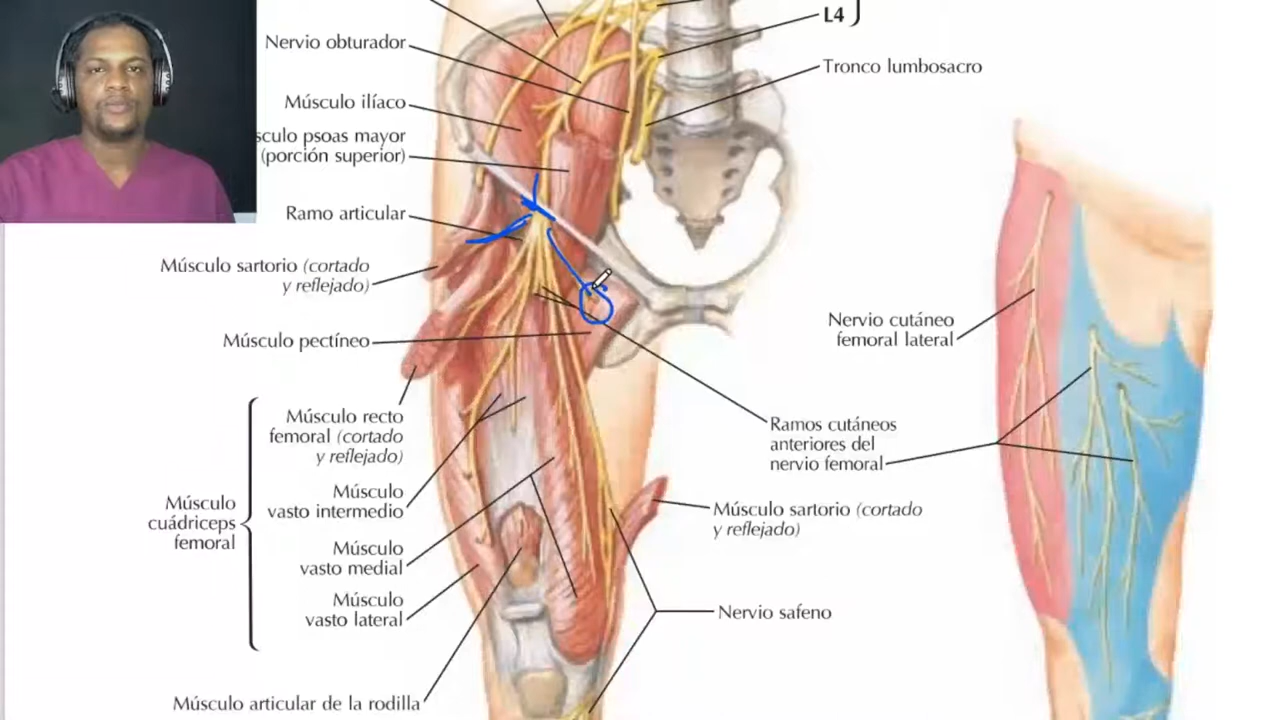 L4
Nervio obturador
Tronco lumbosacro
Músculo ilíaco
sculo psoas mayor
(porción superior)
Ramo articular
Músculo sartorio (cortado
y reflejado)
Nervio cutáneo
femoral lateral
Músculo pectíneo
Músculo recto
femoral (cortado
y reflejado)
Ramos cutáneos
anteriores del
nervio femoral
Músculo
cuádriceps
femoral
Músculo
vasto intermedio
Músculo sartorio (cortado
y reflejado)
Músculo
vasto medial
Músculo
vasto lateral
Nervio safeno
Músculo articular de la rodilla